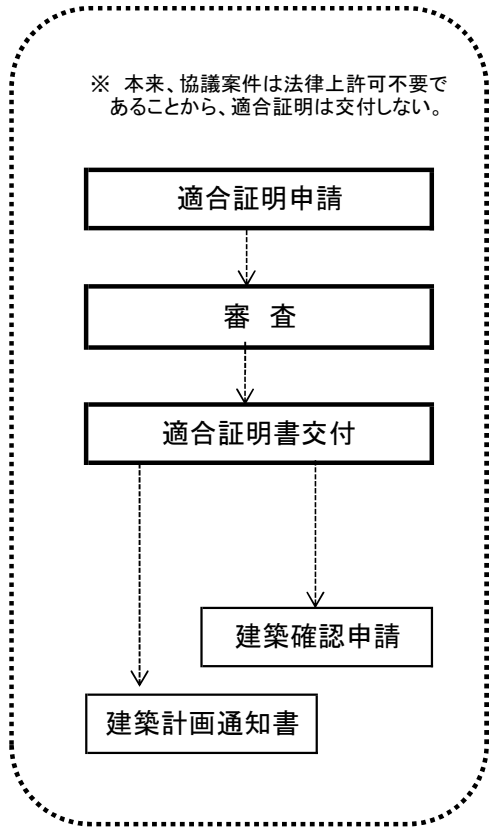 ※ 本来、協議案件は法律上許可不要で
あることから、適合証明は交付しない。
適合証明申請
審 査
適合証明書交付
建築確認申請
建築計画通知書